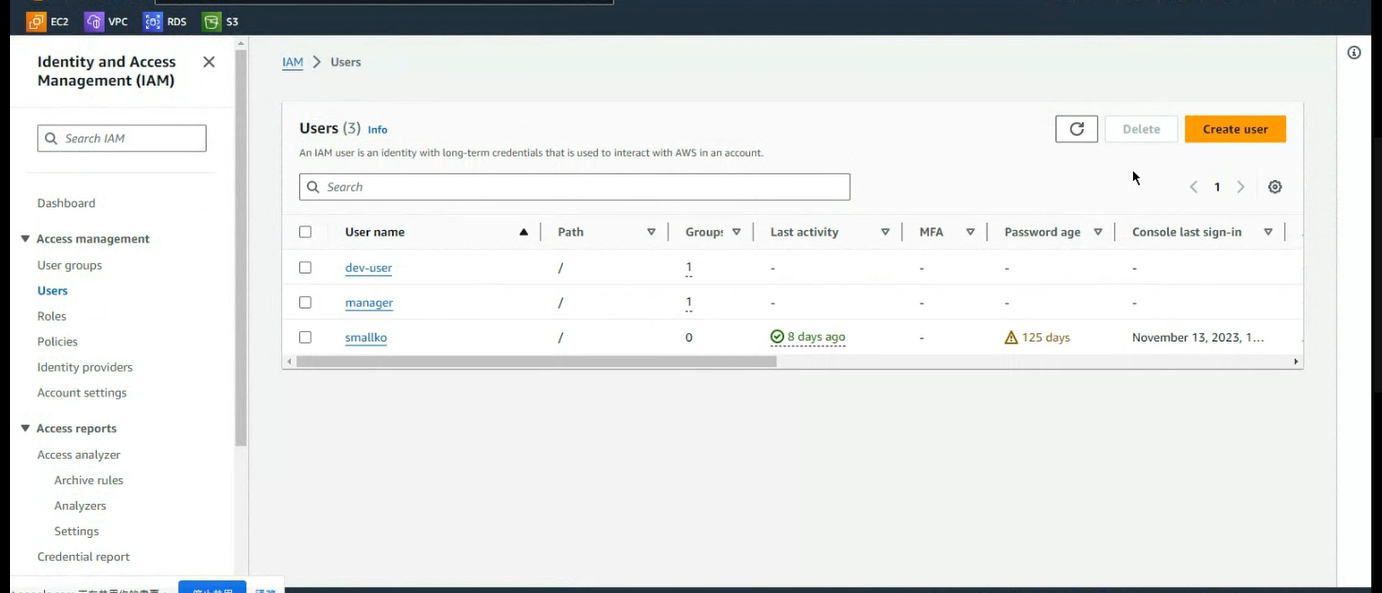 EC2 VPC RDS S3
Identity and Access
Management (IAM)
Search IAM
Dashboard
Access management
User groups
Users
Roles
Policies
Identity providers
Account settings
Access reports
Access analyzer
Archive rules
Analyzers
Settings
Credential report
IAM > Users
Users (3) Info
Delete
Create user
An IAM user is an identity with long-term credentials that is used to interact with AWS in an account.
Search
1
User name Path Groups Last activity MFA Password age Console last sign-in
dev-user / 1 - - - -
manager / 1 - - - -
smallko / 0 8 days ago - 125 days November 13, 2023, 1...